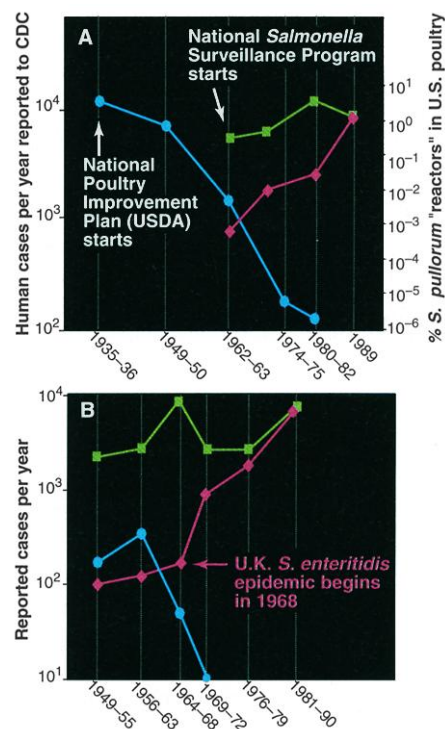 A
National Salmonella
Surveillance Program
starts
National
Poultry
Improvement
Plan (USDA)
starts
Human cases per year reported to CDC
10⁴
10³
10²
% S. pullorum "reactors" in U.S. poultry
10¹
10⁰
10⁻¹
10⁻²
10⁻³
10⁻⁴
10⁻⁵
10⁻⁶
1935–36
1949–50
1962–63
1974–75
1980–82
1989
B
Reported cases per year
10⁴
10³
10²
10¹
U.K. S. enteritidis
epidemic begins
in 1968
1949–55
1956–63
1964–68
1969–72
1976–79
1981–90